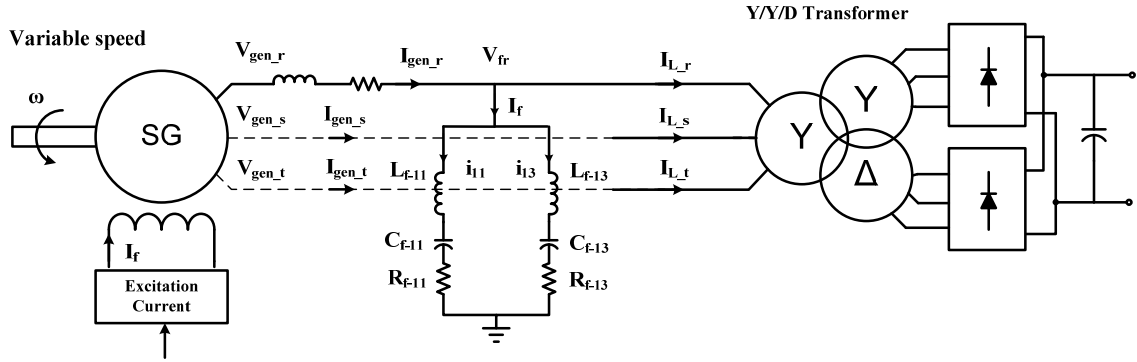 Y/Y/D Transformer
Variable speed
V_gen_r
I_gen_r
V_fr
I_L_r
ω
SG
I_f
V_gen_s
I_gen_s
I_L_s
Y
Y
Δ
V_gen_t
I_gen_t
L_f-11
i_11
i_13
L_f-13
I_L_t
C_f-11
C_f-13
I_f
R_f-11
R_f-13
Excitation
Current